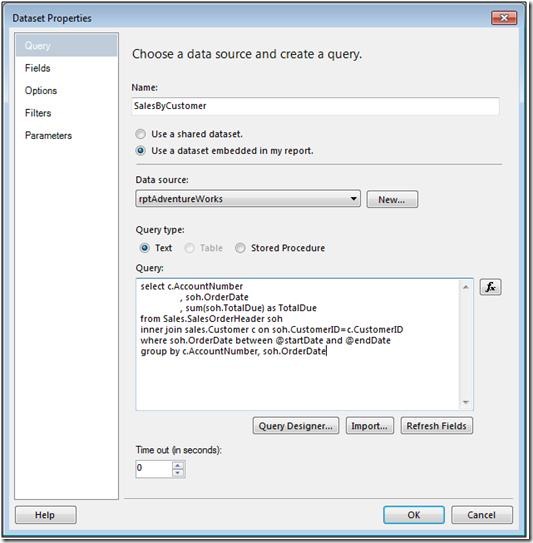 Dataset Properties
Query
Fields
Options
Filters
Parameters
Choose a data source and create a query.
Name:
SalesByCustomer
Use a shared dataset.
Use a dataset embedded in my report.
Data source:
rptAdventureWorks
New...
Query type:
Text
Table
Stored Procedure
Query:
select c.AccountNumber
, soh.OrderDate
, sum(soh.TotalDue) as TotalDue
from Sales.SalesOrderHeader soh
inner join sales.Customer c on soh.CustomerID=c.CustomerID
where soh.OrderDate between @startDate and @endDate
group by c.AccountNumber, soh.OrderDate
fx
Query Designer...
Import...
Refresh Fields
Time out (in seconds):
0
Help
OK
Cancel